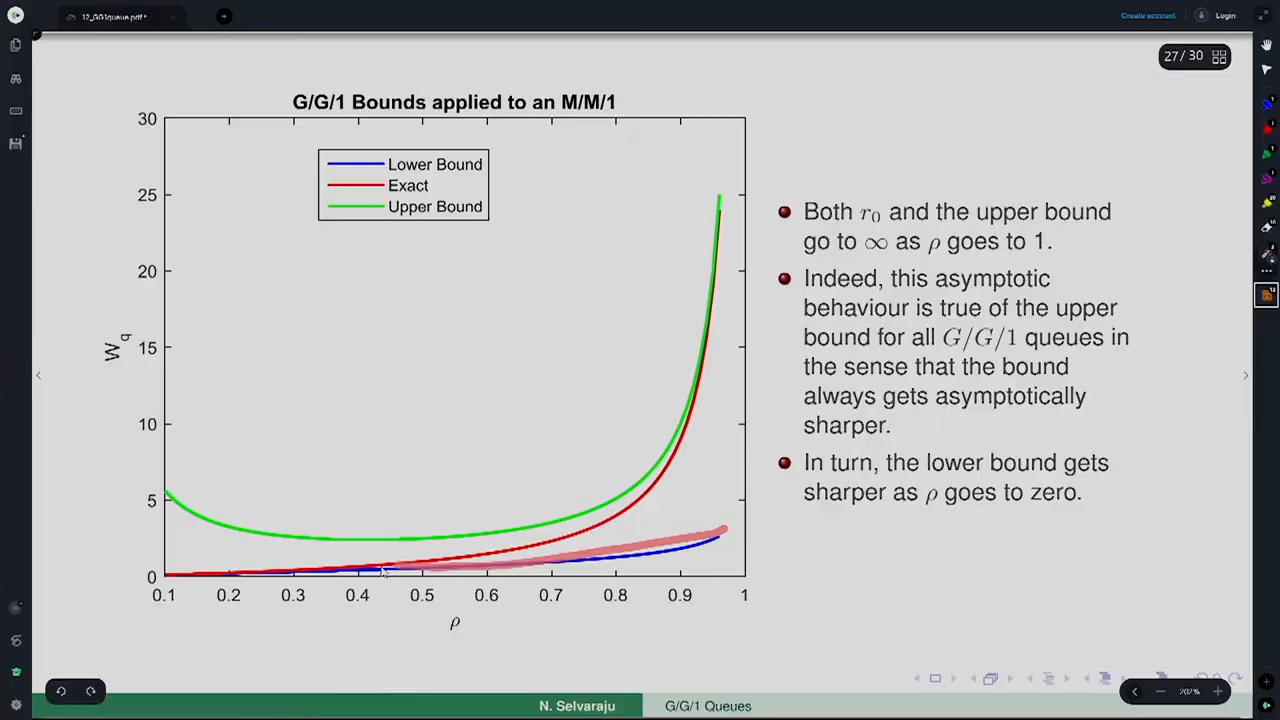 12_GG1queue.pdf *
Create account
Login
27 / 30
G/G/1 Bounds applied to an M/M/1
30
25
20
15
10
5
0
W_q
Lower Bound
Exact
Upper Bound
0.1 0.2 0.3 0.4 0.5 0.6 0.7 0.8 0.9 1
ρ
Both r_0 and the upper bound
go to ∞ as ρ goes to 1.
Indeed, this asymptotic
behaviour is true of the upper
bound for all G/G/1 queues in
the sense that the bound
always gets asymptotically
sharper.
In turn, the lower bound gets
sharper as ρ goes to zero.
202%
N. Selvaraju
G/G/1 Queues